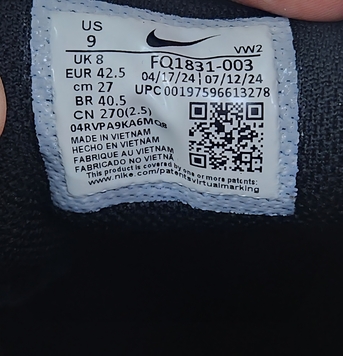 US
9
VW2
UK 8
FQ1831-003
EUR 42.5
04/17/24 07/12/24
cm 27
UPC 00197596613278
BR 40.5
CN 270(2.5)
04RVPA9KA6MQ8
MADE IN VIETNAM
HECHO EN VIETNAM
FABRIQUE AU VIETNAM
FABRICADO NO VIETNÃ
This product is covered by one or more patents:
www.nike.com/patents/virtualmarking